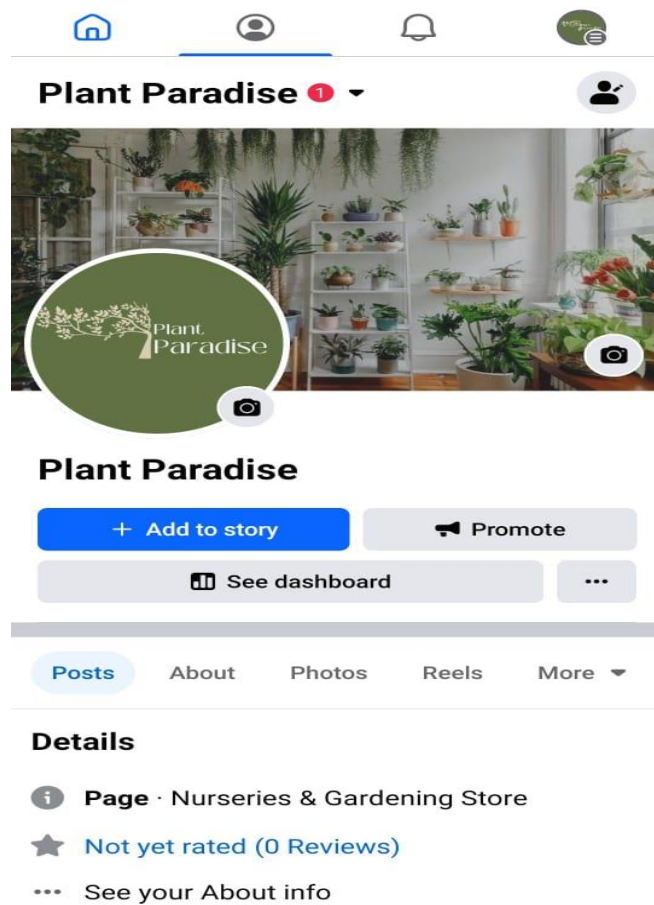 Plant Paradise 1
Plant
Paradise
Plant Paradise
+ Add to story
Promote
See dashboard
...
Posts About Photos Reels More
Details
Page · Nurseries & Gardening Store
Not yet rated (0 Reviews)
... See your About info